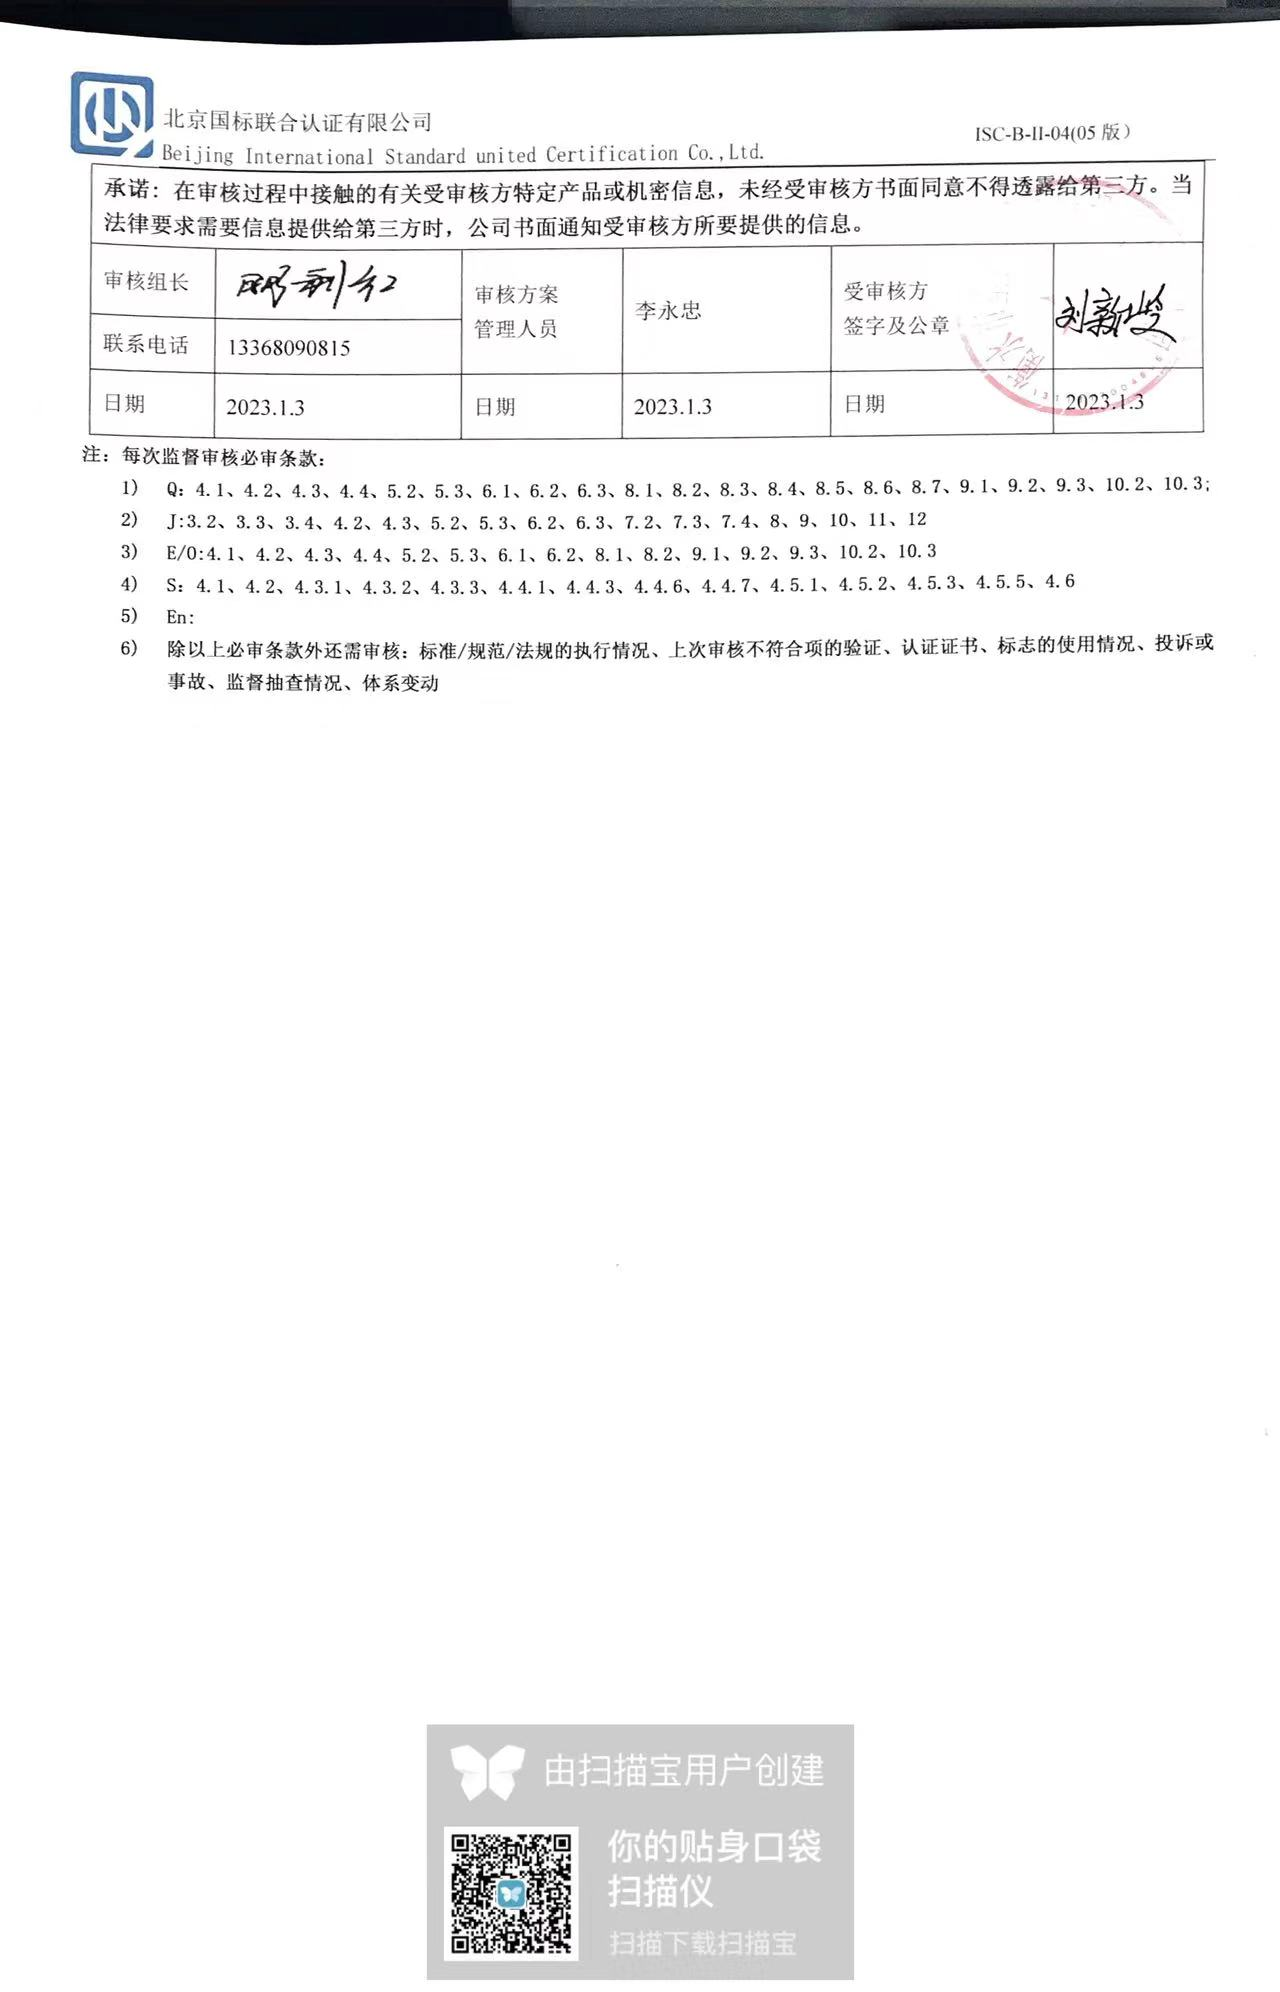 北京国标联合认证有限公司
Beijing International Standard united Certification Co.,Ltd.
ISC-B-II-04(05 版)
承诺：在审核过程中接触的有关受审核方特定产品或机密信息，未经受审核方书面同意不得透露给第三方。当
法律要求需要信息提供给第三方时，公司书面通知受审核方所要提供的信息。
审核组长
审核方案
管理人员
李永忠
受审核方
签字及公章
联系电话 13368090815
日期 2023.1.3 日期 2023.1.3 日期 2023.1.3
注：每次监督审核必审条款：
1) Q：4.1、4.2、4.3、4.4、5.2、5.3、6.1、6.2、6.3、8.1、8.2、8.3、8.4、8.5、8.6、8.7、9.1、9.2、9.3、10.2、10.3;
2) J:3.2、3.3、3.4、4.2、4.3、5.2、5.3、6.2、6.3、7.2、7.3、7.4、8、9、10、11、12
3) E/O:4.1、4.2、4.3、4.4、5.2、5.3、6.1、6.2、8.1、8.2、9.1、9.2、9.3、10.2、10.3
4) S：4.1、4.2、4.3.1、4.3.2、4.3.3、4.4.1、4.4.3、4.4.6、4.4.7、4.5.1、4.5.2、4.5.3、4.5.5、4.6
5) En:
6) 除以上必审条款外还需审核：标准/规范/法规的执行情况、上次审核不符合项的验证、认证证书、标志的使用情况、投诉或
事故、监督抽查情况、体系变动
由扫描宝用户创建
你的贴身口袋
扫描仪
扫描下载扫描宝